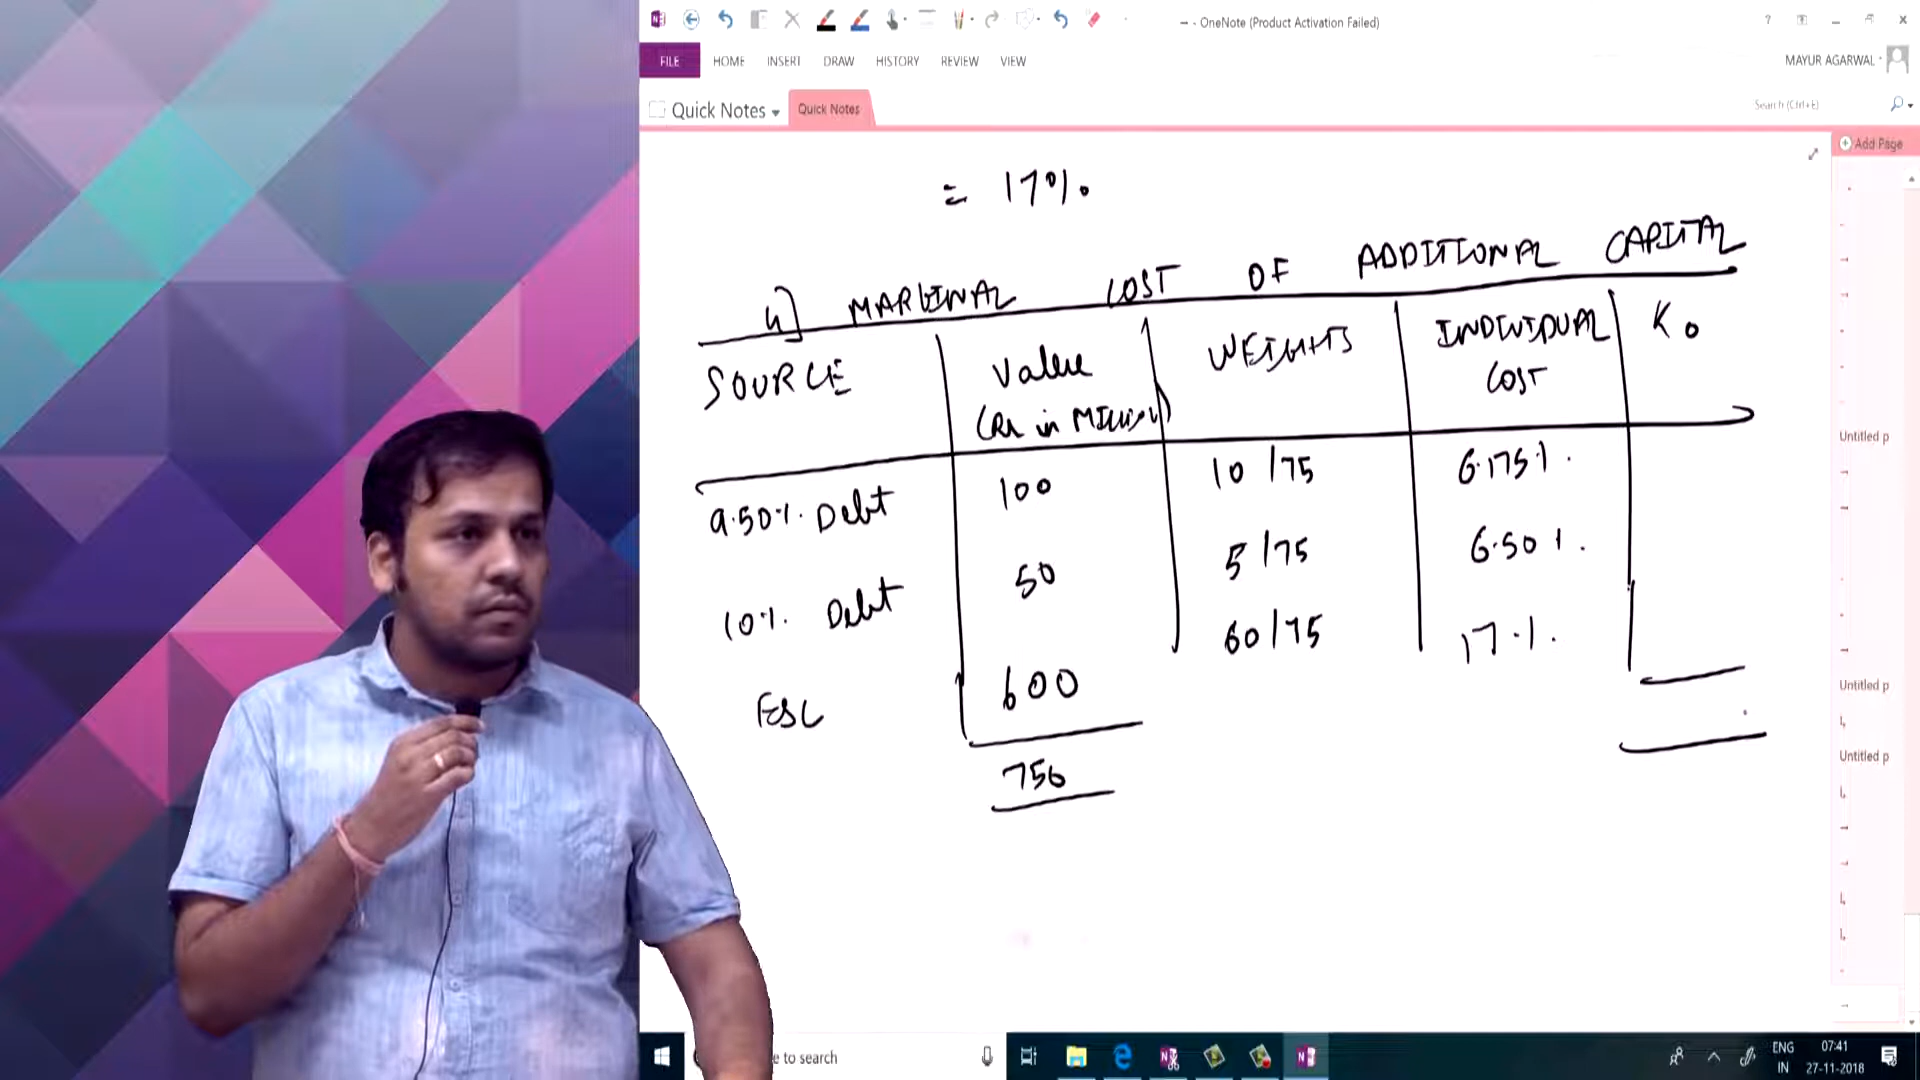 OneNote (Product Activation Failed)
FILE HOME INSERT DRAW HISTORY REVIEW VIEW
MAYUR AGARWAL
Quick Notes Quick Notes
Search (Ctrl+E)
Add Page
= 17%.
4] MARGINAL COST OF ADDITIONAL CAPITAL
SOURCE Value (Rs in Million) WEIGHTS INDIVIDUAL COST Ko
9.50%. Debt 100 10/75 6.175%.
10%. Debt 50 5/75 6.50%.
ESC 600 60/75 17%.
750
Untitled p
Untitled p
Untitled p
e to search
ENG 07:41
IN 27-11-2018